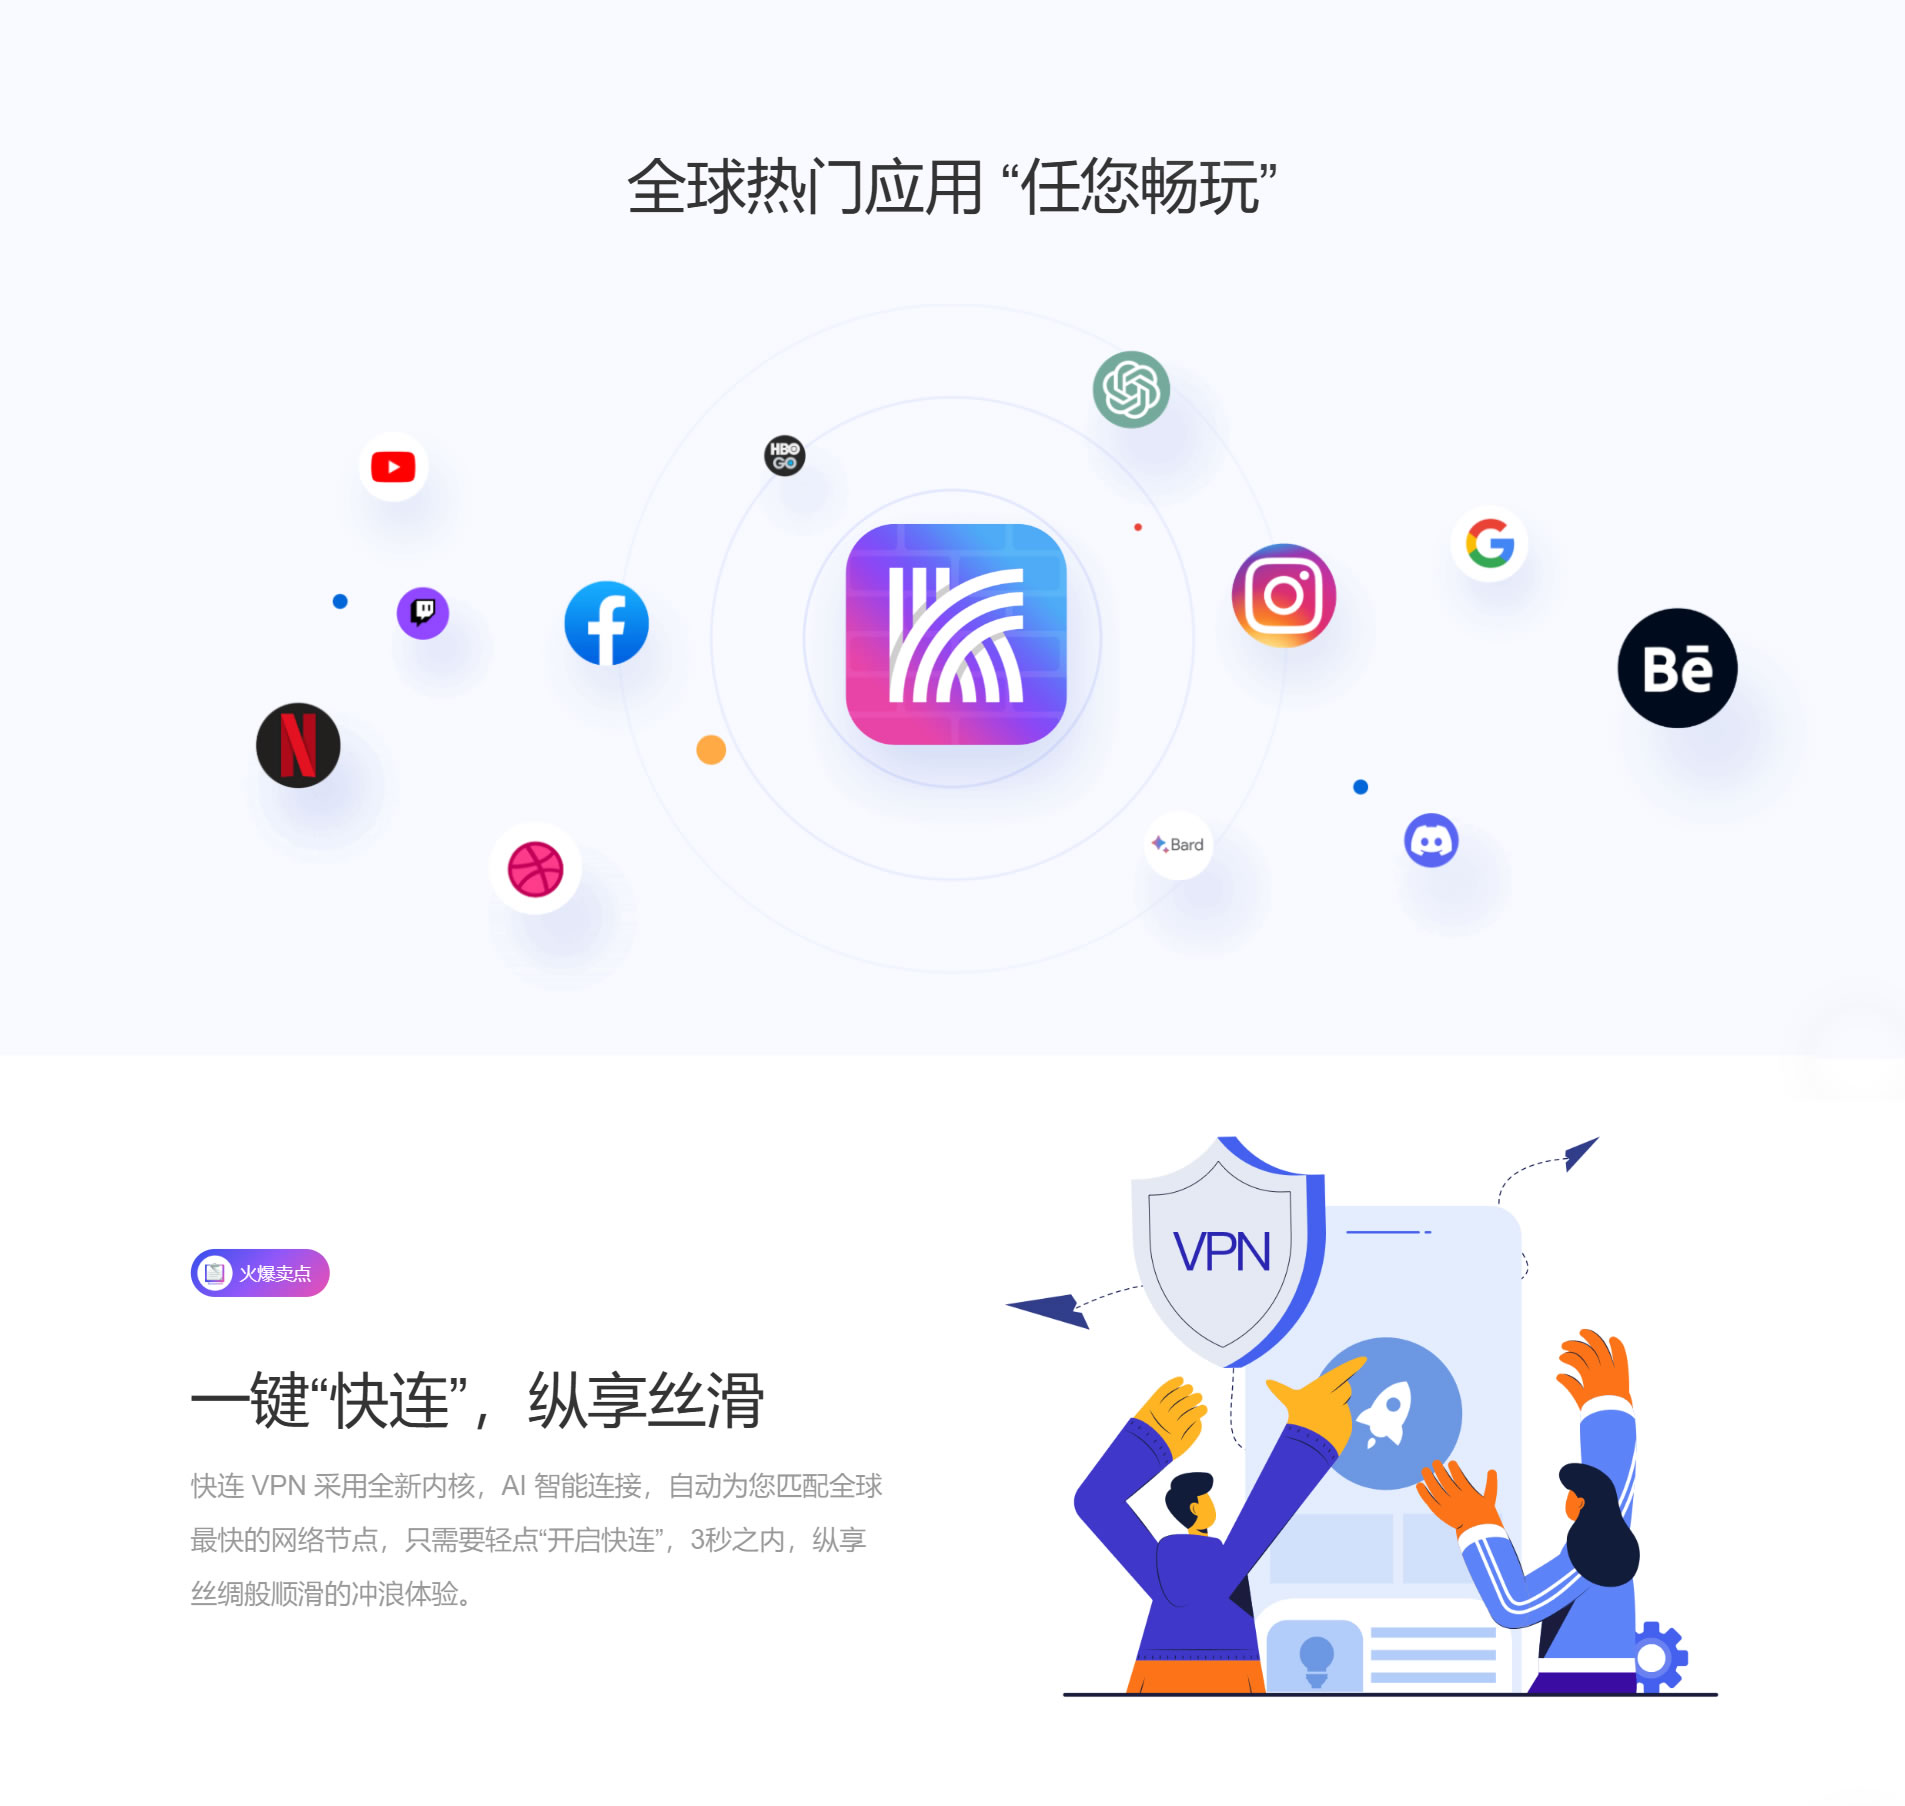 全球热门应用 “任您畅玩”
HBO
GO
Bē
Bard
VPN
火爆卖点
一键“快连”，纵享丝滑
快连 VPN 采用全新内核，AI 智能连接，自动为您匹配全球
最快的网络节点，只需要轻点“开启快连”，3秒之内，纵享
丝绸般顺滑的冲浪体验。